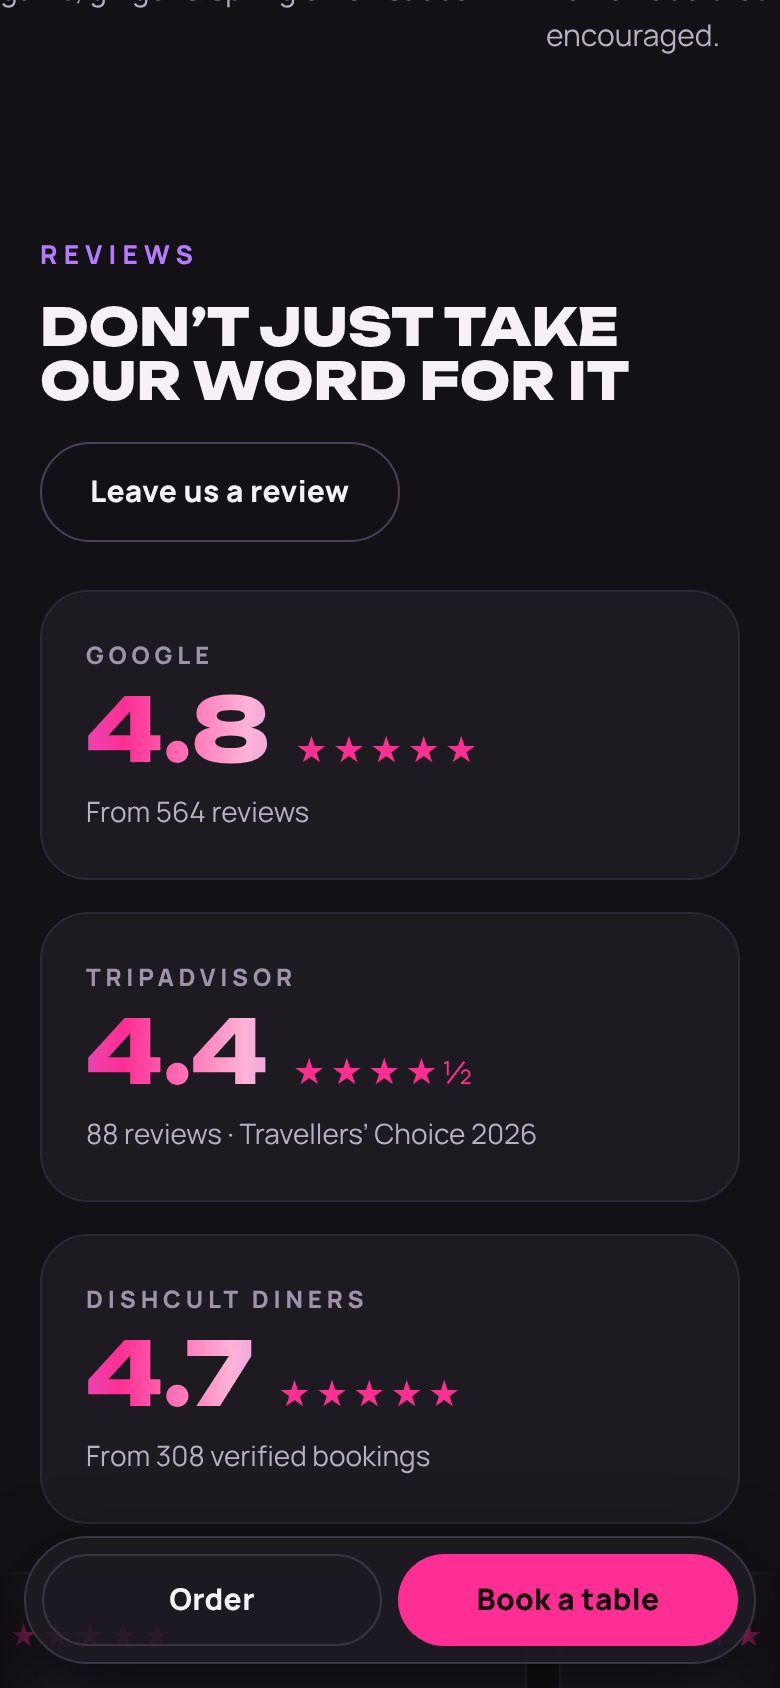 encouraged.
REVIEWS
DON’T JUST TAKE
OUR WORD FOR IT
Leave us a review
GOOGLE
4.8 ★★★★★
From 564 reviews
TRIPADVISOR
4.4 ★★★★½
88 reviews · Travellers’ Choice 2026
DISHCULT DINERS
4.7 ★★★★★
From 308 verified bookings
Order
Book a table